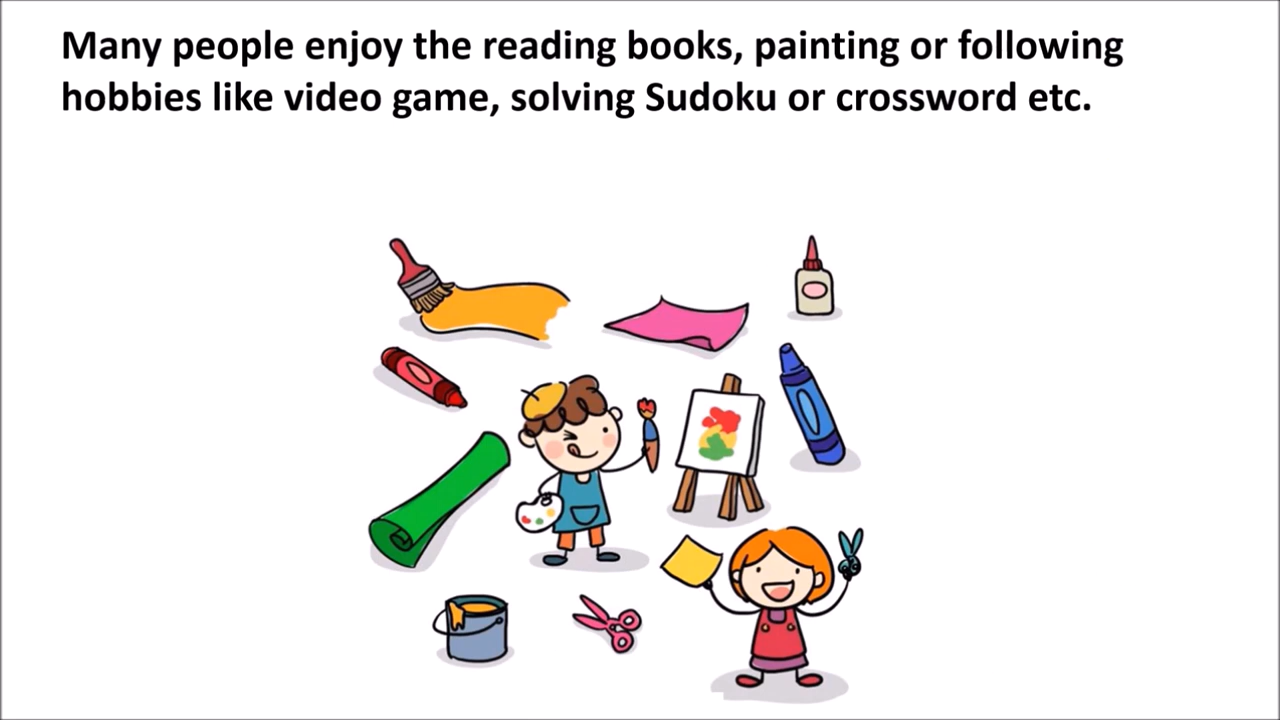 Many people enjoy the reading books, painting or following
hobbies like video game, solving Sudoku or crossword etc.